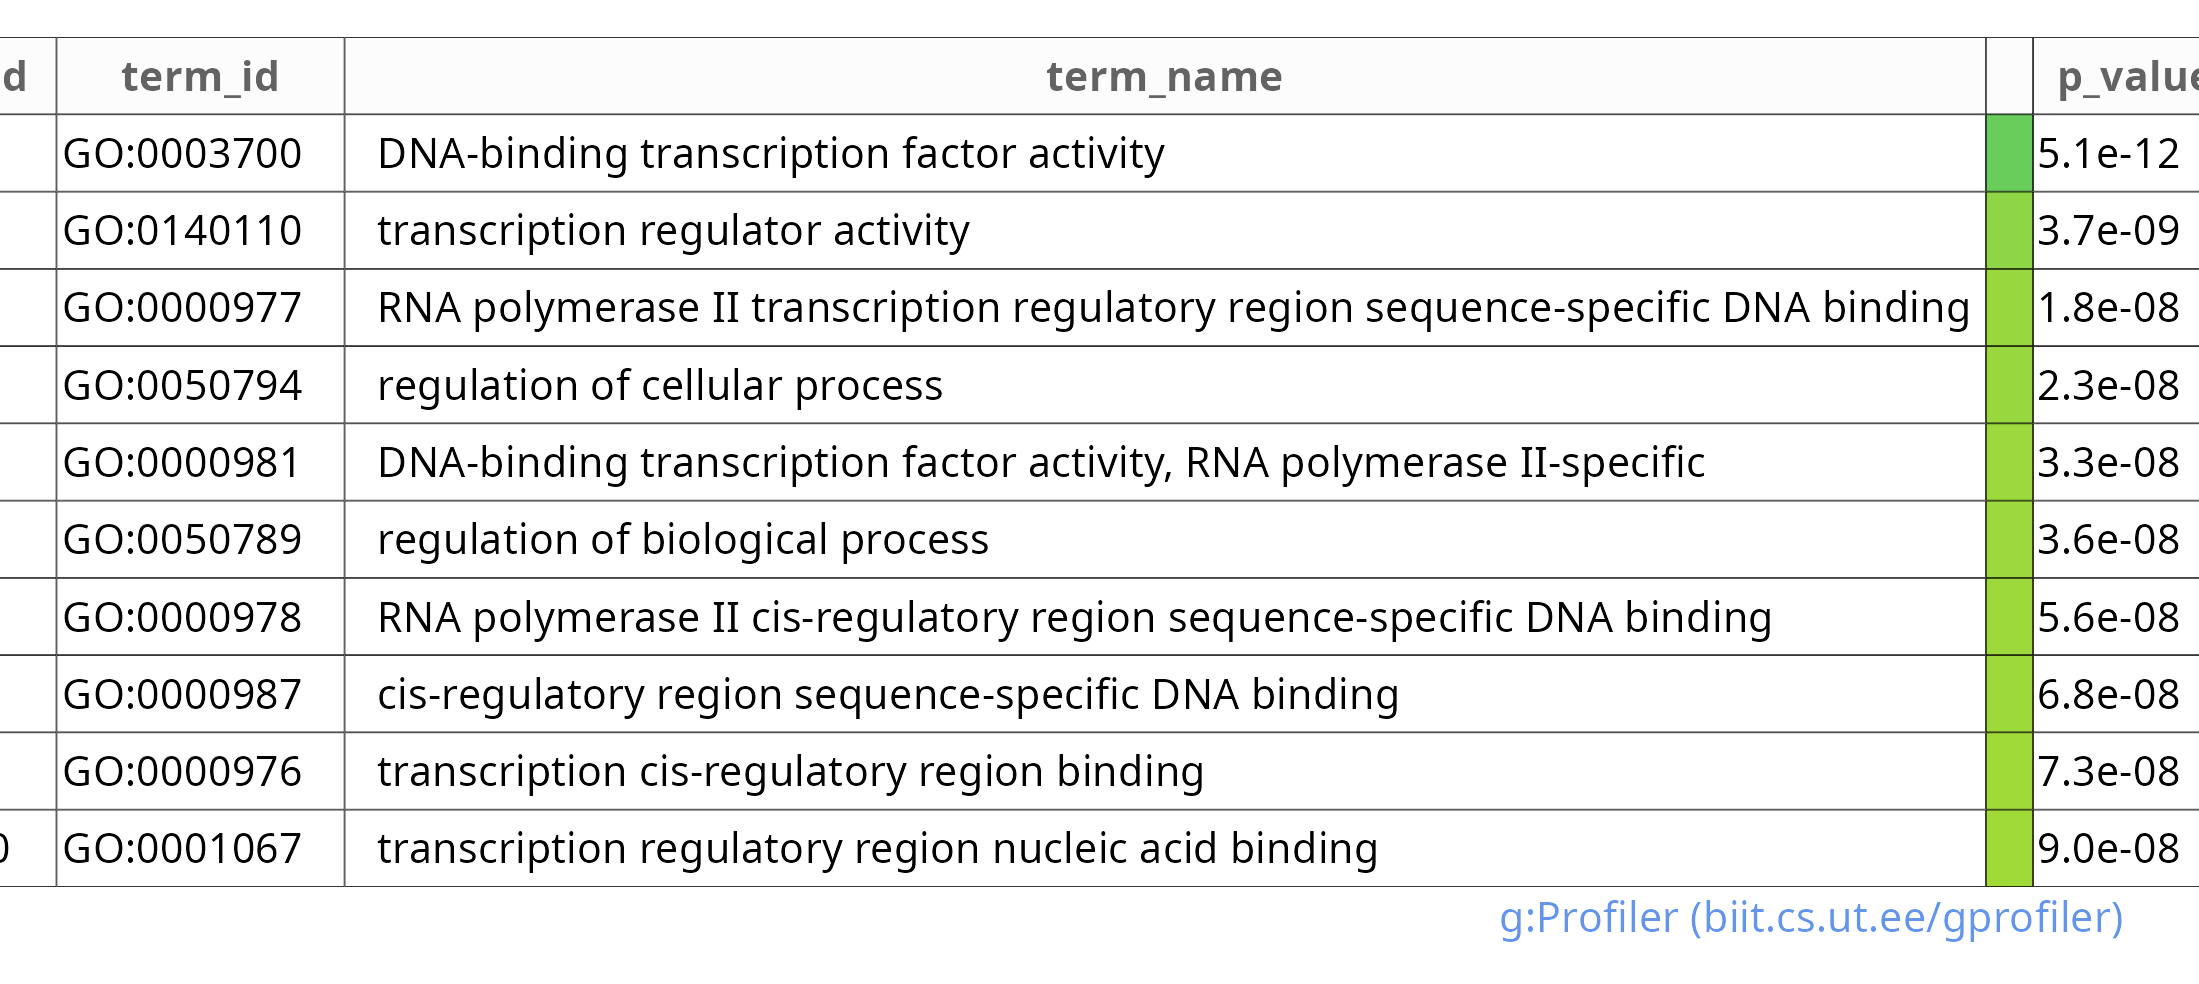 d term_id term_name p_value
GO:0003700 DNA-binding transcription factor activity 5.1e-12
GO:0140110 transcription regulator activity 3.7e-09
GO:0000977 RNA polymerase II transcription regulatory region sequence-specific DNA binding 1.8e-08
GO:0050794 regulation of cellular process 2.3e-08
GO:0000981 DNA-binding transcription factor activity, RNA polymerase II-specific 3.3e-08
GO:0050789 regulation of biological process 3.6e-08
GO:0000978 RNA polymerase II cis-regulatory region sequence-specific DNA binding 5.6e-08
GO:0000987 cis-regulatory region sequence-specific DNA binding 6.8e-08
GO:0000976 transcription cis-regulatory region binding 7.3e-08
0 GO:0001067 transcription regulatory region nucleic acid binding 9.0e-08
g:Profiler (biit.cs.ut.ee/gprofiler)